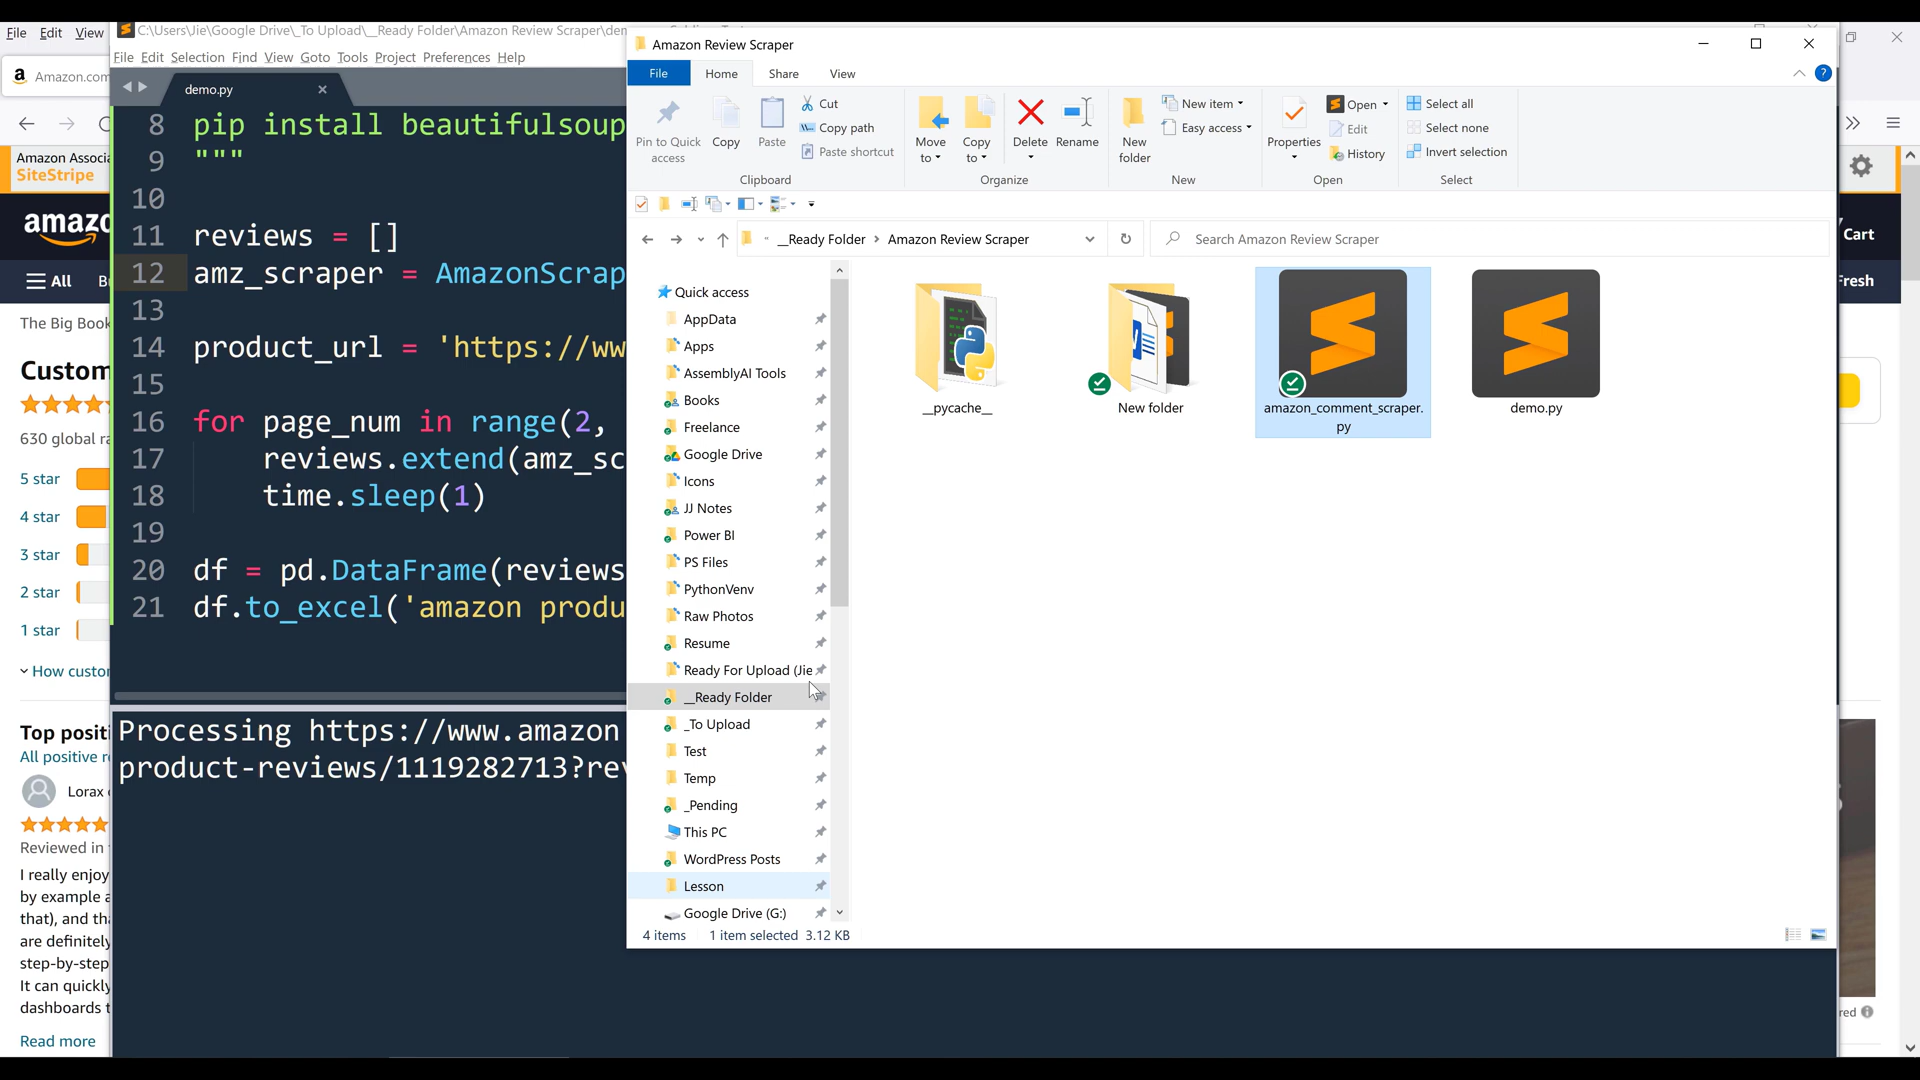 File Edit View
C:\Users\Jie\Google Drive\_To Upload\__Ready Folder\Amazon Review Scraper\
File Edit Selection Find View Goto Tools Project Preferences Help
Amazon.com
demo.py
Amazon Associa
SiteStripe
amazo
All
The Big Book
Custom
630 global ra
5 star
4 star
3 star
2 star
1 star
How custo
Top positi
All positive r
Lorax
Reviewed in
I really enjoy
by example a
that), and tha
are definitely
step-by-step
It can quickly
dashboards t
Read more
8 pip install beautifulsoup
9 """
10
11 reviews = []
12 amz_scraper = AmazonScrap
13
14 product_url = 'https://ww
15
16 for page_num in range(2,
17 reviews.extend(amz_sc
18 time.sleep(1)
19
20 df = pd.DataFrame(reviews
21 df.to_excel('amazon produ
Processing https://www.amazon
product-reviews/1119282713?rev
Amazon Review Scraper
File Home Share View
Pin to Quick access
Copy
Paste
Cut
Copy path
Paste shortcut
Clipboard
Move to
Copy to
Delete
Rename
Organize
New folder
New item
Easy access
New
Properties
Open
Edit
History
Open
Select all
Select none
Invert selection
Select
__Ready Folder > Amazon Review Scraper
Search Amazon Review Scraper
Quick access
AppData
Apps
AssemblyAI Tools
Books
Freelance
Google Drive
Icons
JJ Notes
Power BI
PS Files
PythonVenv
Raw Photos
Resume
Ready For Upload (Jie
__Ready Folder
_To Upload
Test
Temp
_Pending
This PC
WordPress Posts
Lesson
Google Drive (G:)
__pycache__
New folder
amazon_comment_scraper.
py
demo.py
4 items 1 item selected 3.12 KB
Cart
Fresh
red